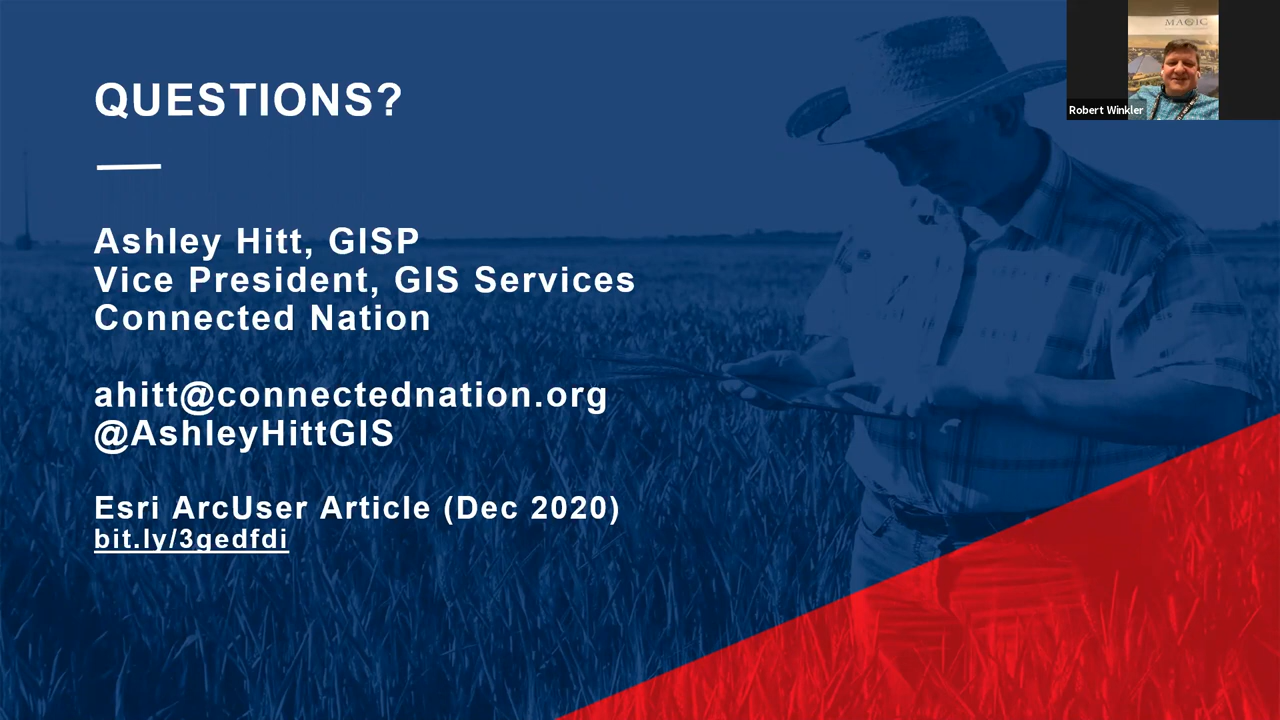 QUESTIONS?
Ashley Hitt, GISP
Vice President, GIS Services
Connected Nation
ahitt@connectednation.org
@AshleyHittGIS
Esri ArcUser Article (Dec 2020)
bit.ly/3gedfdi
MAGIC
Robert Winkler